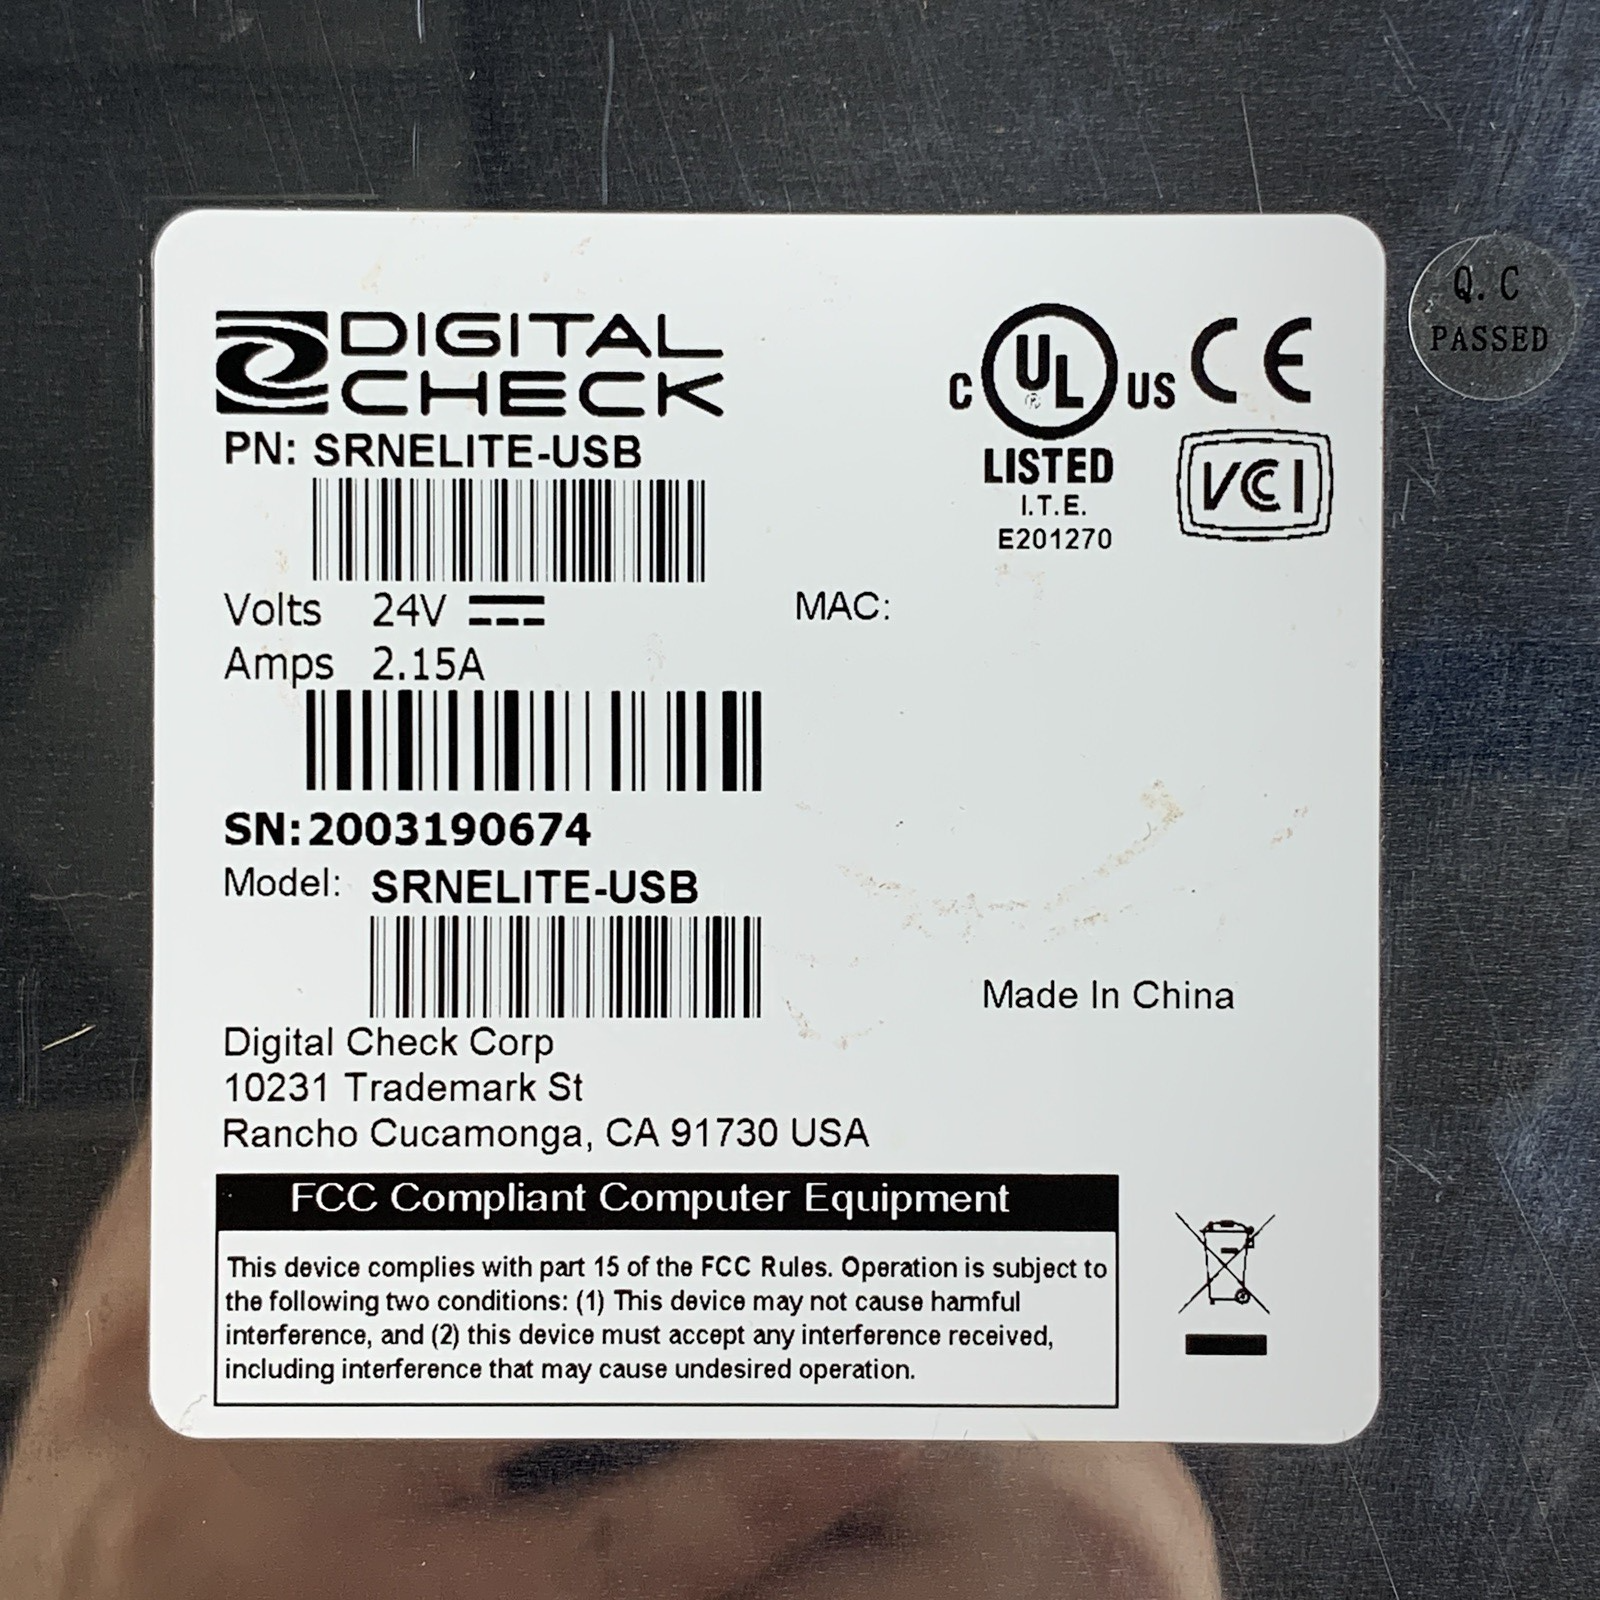 DIGITAL
CHECK
PN: SRNELITE-USB
Volts 24V
Amps 2.15A
SN:2003190674
Model: SRNELITE-USB
Digital Check Corp
10231 Trademark St
Rancho Cucamonga, CA 91730 USA
C UL® US CE
LISTED
I.T.E.
E201270
VCI
MAC:
Made In China
FCC Compliant Computer Equipment
This device complies with part 15 of the FCC Rules. Operation is subject to
the following two conditions: (1) This device may not cause harmful
interference, and (2) this device must accept any interference received,
including interference that may cause undesired operation.
Q.C
PASSED